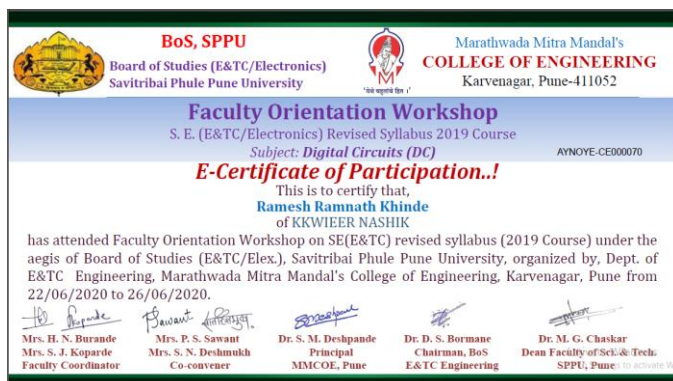 BoS, SPPU
Board of Studies (E&TC/Electronics)
Savitribai Phule Pune University
Marathwada Mitra Mandal's
COLLEGE OF ENGINEERING
Karvenagar, Pune-411052
Faculty Orientation Workshop
S. E. (E&TC/Electronics) Revised Syllabus 2019 Course
Subject: Digital Circuits (DC)
AYNOYE-CE000070
E-Certificate of Participation..!
This is to certify that,
Ramesh Ramnath Khinde
of KKWIEER NASHIK
has attended Faculty Orientation Workshop on SE(E&TC) revised syllabus (2019 Course) under the
aegis of Board of Studies (E&TC/Elex.), Savitribai Phule Pune University, organized by, Dept. of
E&TC Engineering, Marathwada Mitra Mandal's College of Engineering, Karvenagar, Pune from
22/06/2020 to 26/06/2020.
Koparde
Sawant
Mrs. H. N. Burande
Mrs. S. J. Koparde
Faculty Coordinator
Mrs. P. S. Sawant
Mrs. S. N. Deshmukh
Co-convener
Dr. S. M. Deshpande
Principal
MMCOE, Pune
Dr. D. S. Bormane
Chairman, BoS
E&TC Engineering
Dr. M. G. Chaskar
Dean Faculty of Sci. & Tech.
SPPU, Pune
to activate W